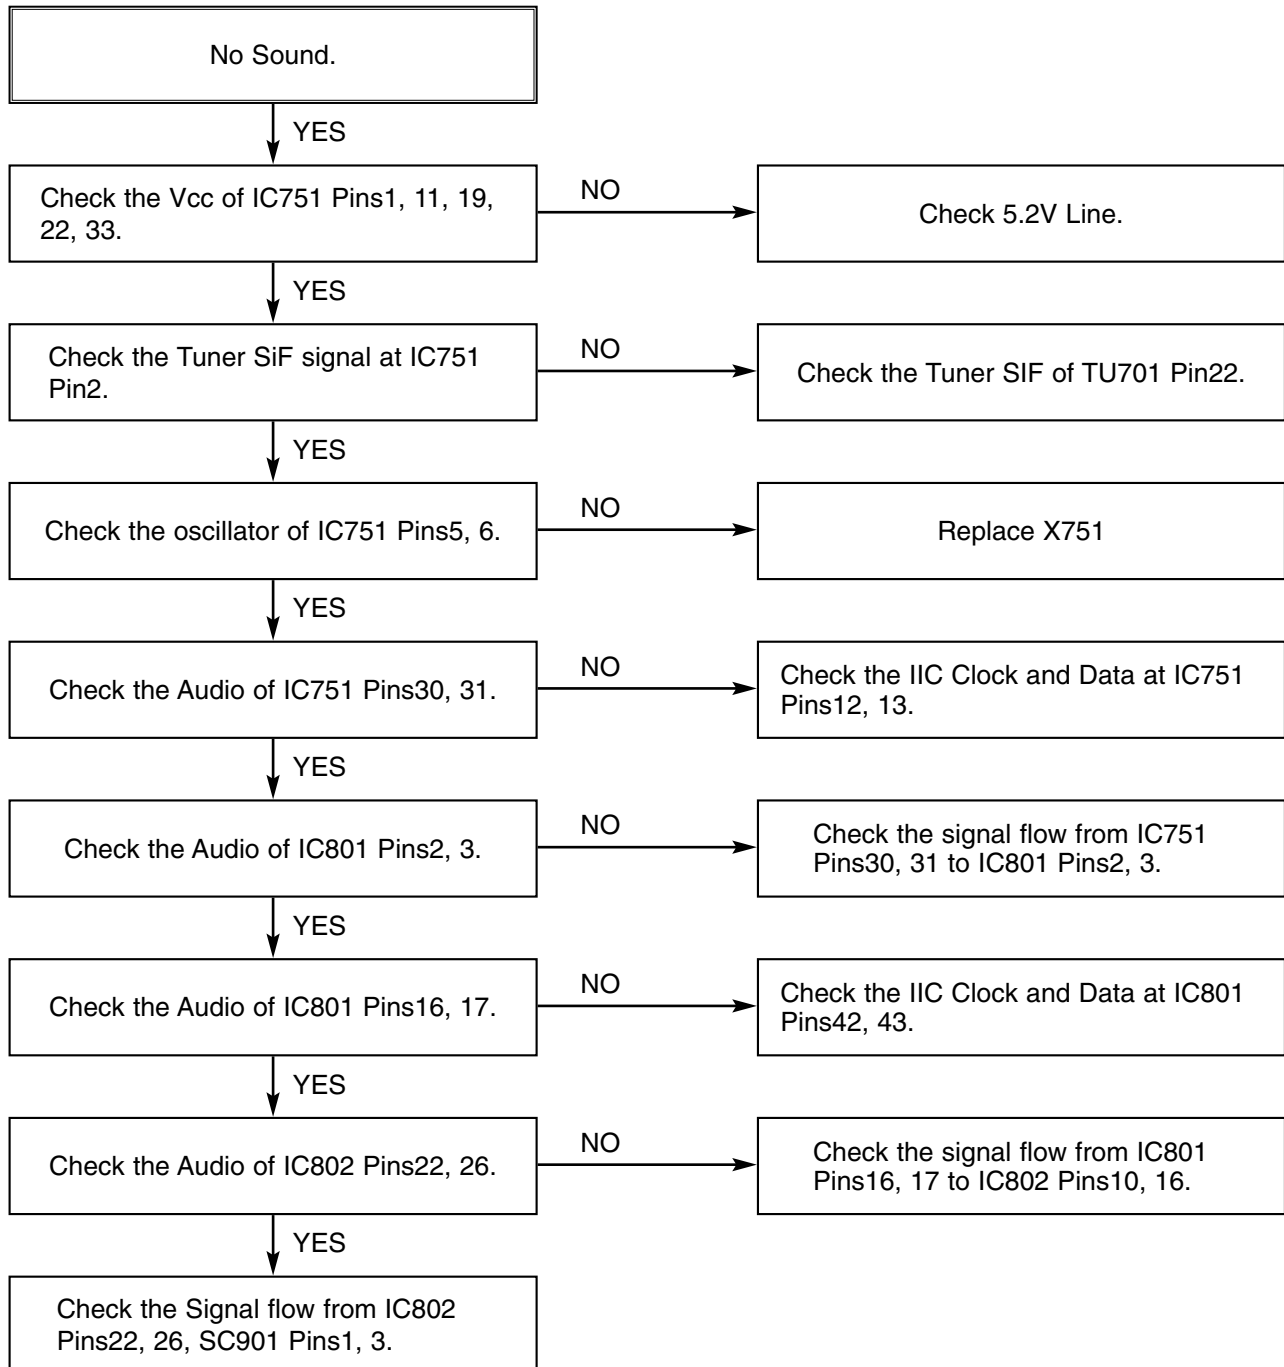 No Sound.
YES
Check the Vcc of IC751 Pins1, 11, 19,
22, 33.
NO
Check 5.2V Line.
YES
Check the Tuner SiF signal at IC751
Pin2.
NO
Check the Tuner SIF of TU701 Pin22.
YES
Check the oscillator of IC751 Pins5, 6.
NO
Replace X751
YES
Check the Audio of IC751 Pins30, 31.
NO
Check the IIC Clock and Data at IC751
Pins12, 13.
YES
Check the Audio of IC801 Pins2, 3.
NO
Check the signal flow from IC751
Pins30, 31 to IC801 Pins2, 3.
YES
Check the Audio of IC801 Pins16, 17.
NO
Check the IIC Clock and Data at IC801
Pins42, 43.
YES
Check the Audio of IC802 Pins22, 26.
NO
Check the signal flow from IC801
Pins16, 17 to IC802 Pins10, 16.
YES
Check the Signal flow from IC802
Pins22, 26, SC901 Pins1, 3.